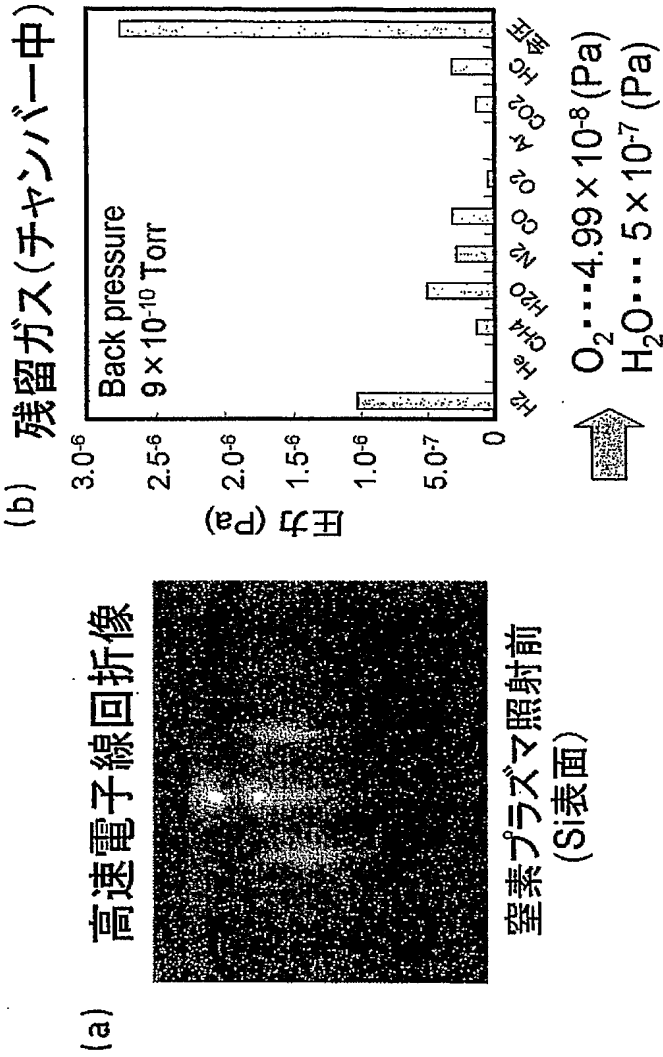 (a)
高速電子線回折像
窒素プラズマ照射前
(Si表面)
(b)
残留ガス(チャンバー中)
圧力 (Pa)
3.0-6
2.5-6
2.0-6
1.5-6
1.0-6
5.0-7
0
Back pressure
9×10-10 Torr
H2
He
CH4
H2O
N2
CO
O2
Ar
CO2
HC
全圧
O2・・・4.99×10-8 (Pa)
H2O・・・ 5×10-7 (Pa)